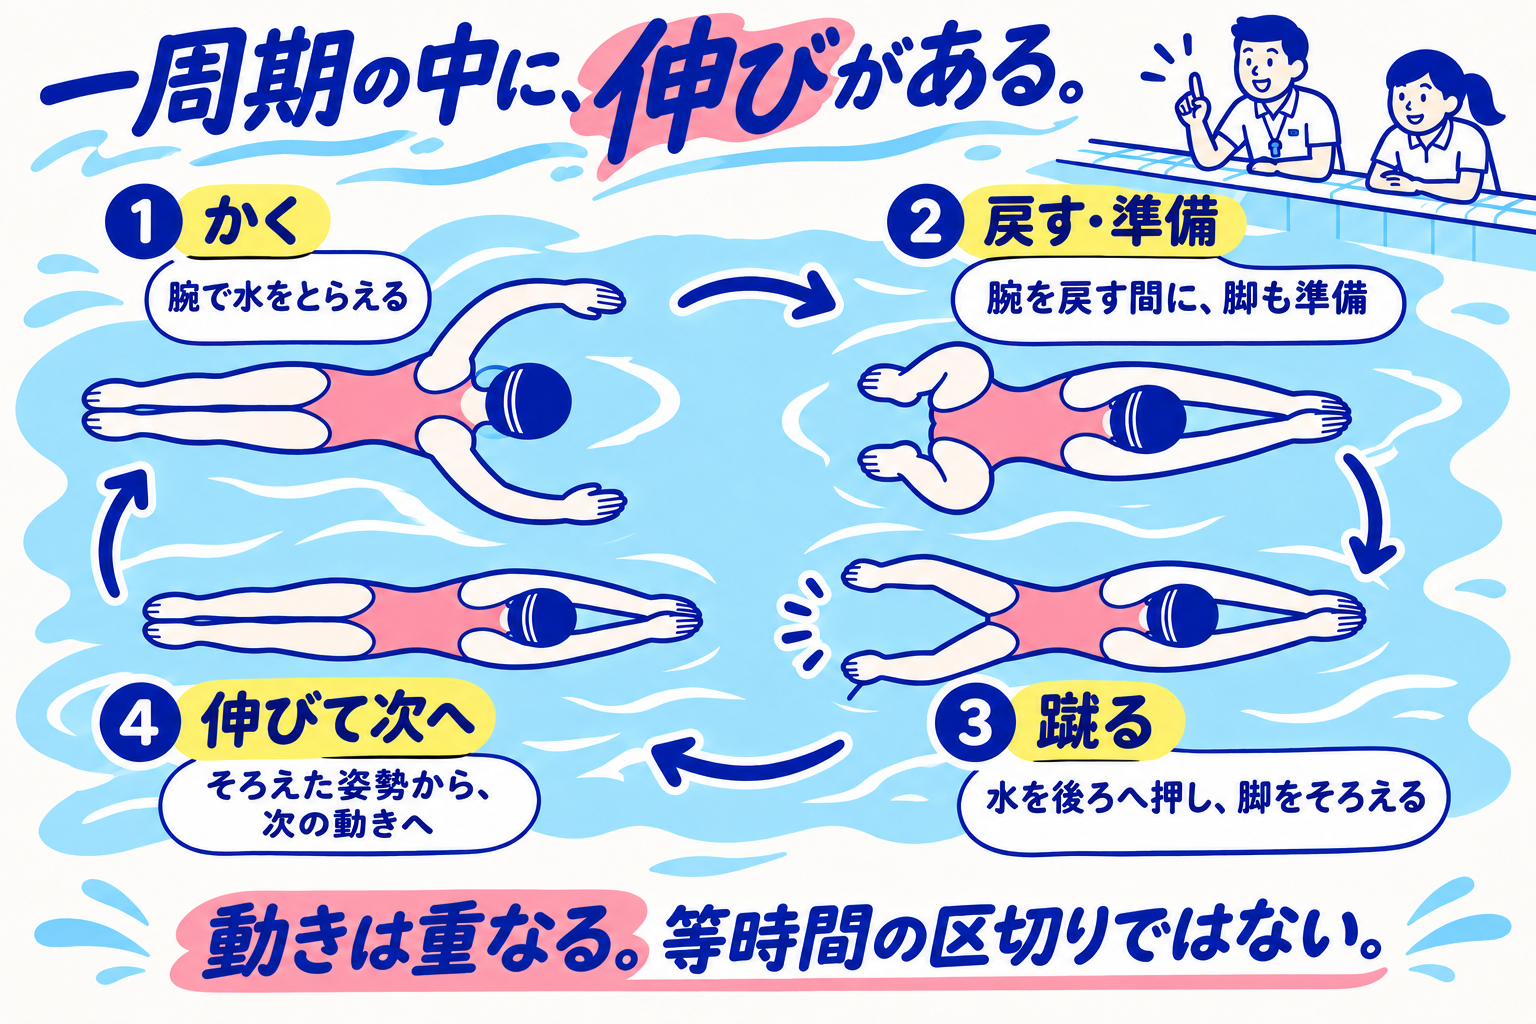 一周期の中に、伸びがある。
1 かく
腕で水をとらえる
2 戻す・準備
腕を戻す間に、脚も準備
3 蹴る
水を後ろへ押し、脚をそろえる
4 伸びて次へ
そろえた姿勢から、
次の動きへ
動きは重なる。等時間の区切りではない。